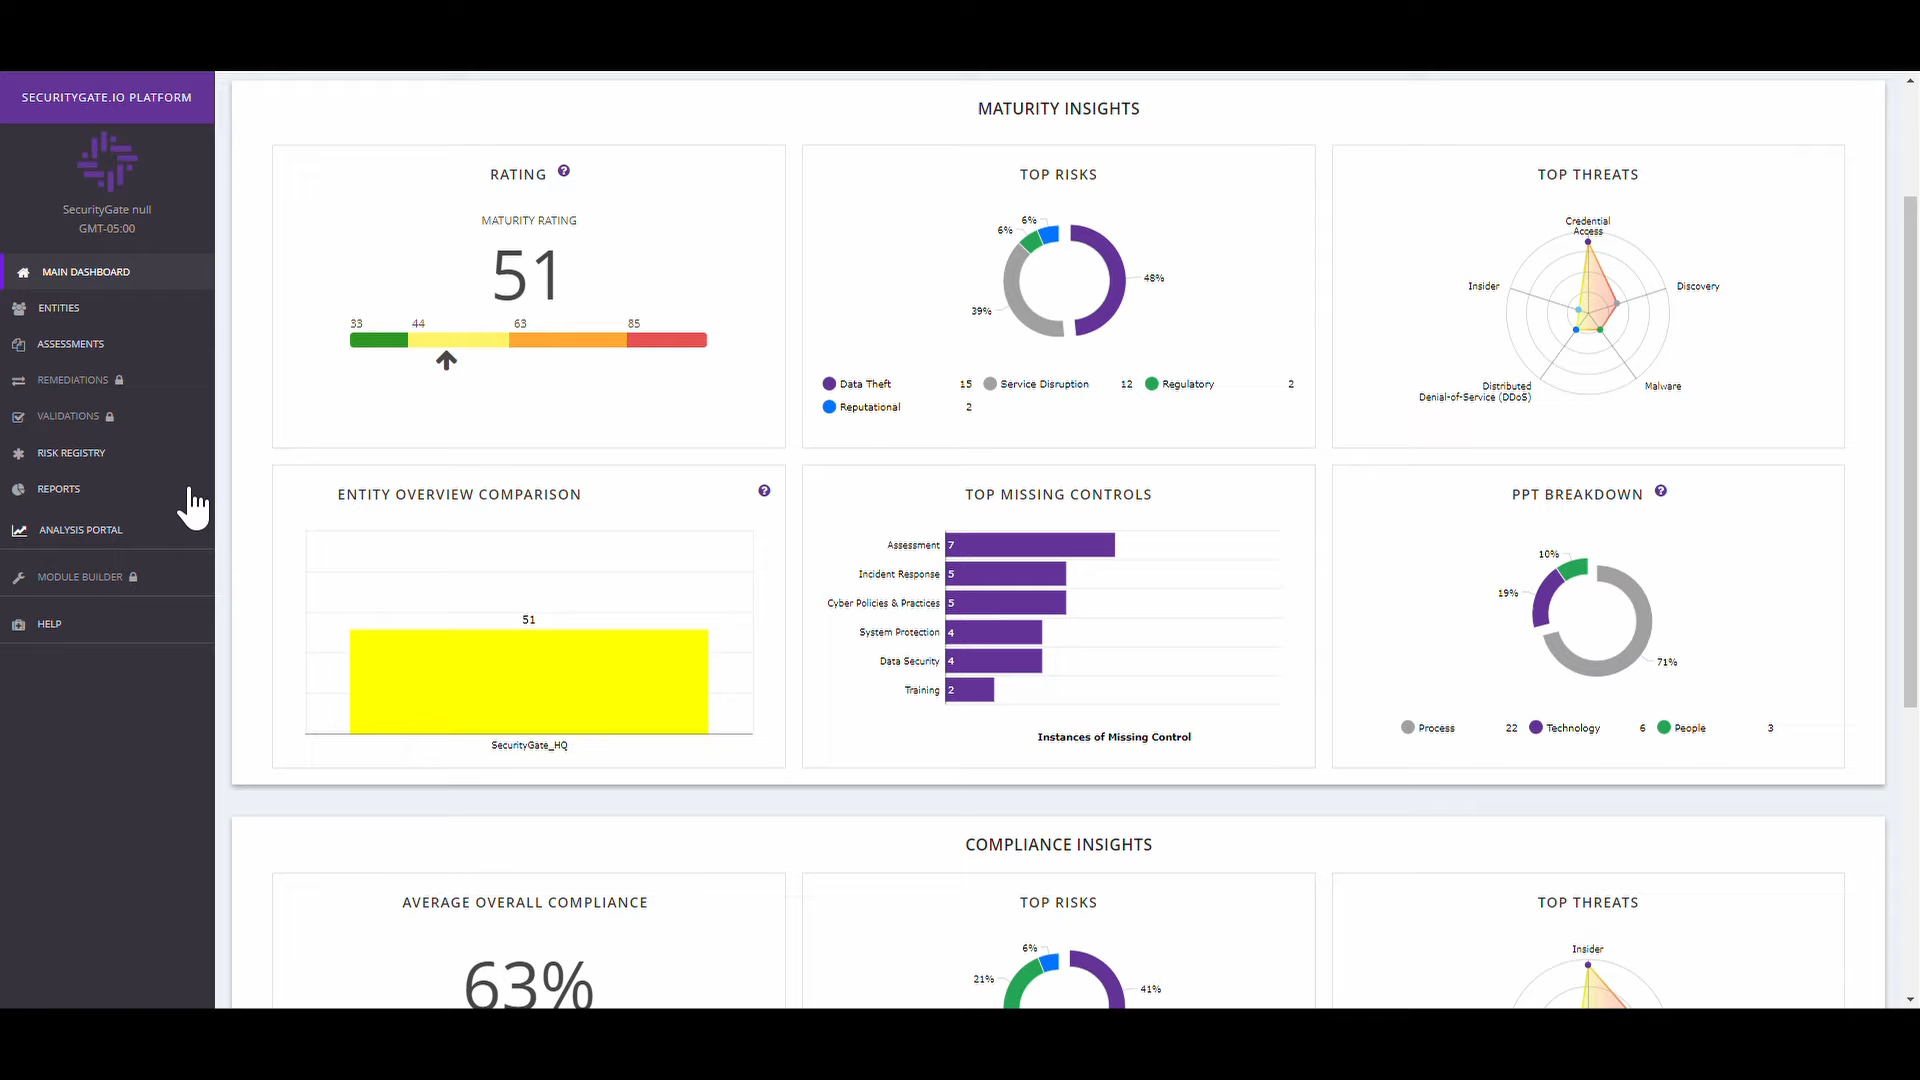 SECURITYGATE.IO PLATFORM
SecurityGate null
GMT-05:00
MAIN DASHBOARD
ENTITIES
ASSESSMENTS
REMEDIATIONS
VALIDATIONS
RISK REGISTRY
REPORTS
ANALYSIS PORTAL
MODULE BUILDER
HELP
MATURITY INSIGHTS
RATING ?
MATURITY RATING
51
33 44 63 85
TOP RISKS
6%
6%
48%
39%
Data Theft 15 Service Disruption 12 Regulatory 2
Reputational 2
TOP THREATS
Credential
Access
Insider
Discovery
Distributed
Denial-of-Service (DDoS)
Malware
ENTITY OVERVIEW COMPARISON ?
51
SecurityGate_HQ
TOP MISSING CONTROLS
Assessment 7
Incident Response 5
Cyber Policies & Practices 5
System Protection 4
Data Security 4
Training 2
Instances of Missing Control
PPT BREAKDOWN ?
10%
19%
71%
Process 22 Technology 6 People 3
COMPLIANCE INSIGHTS
AVERAGE OVERALL COMPLIANCE
63%
TOP RISKS
6%
21%
41%
TOP THREATS
Insider